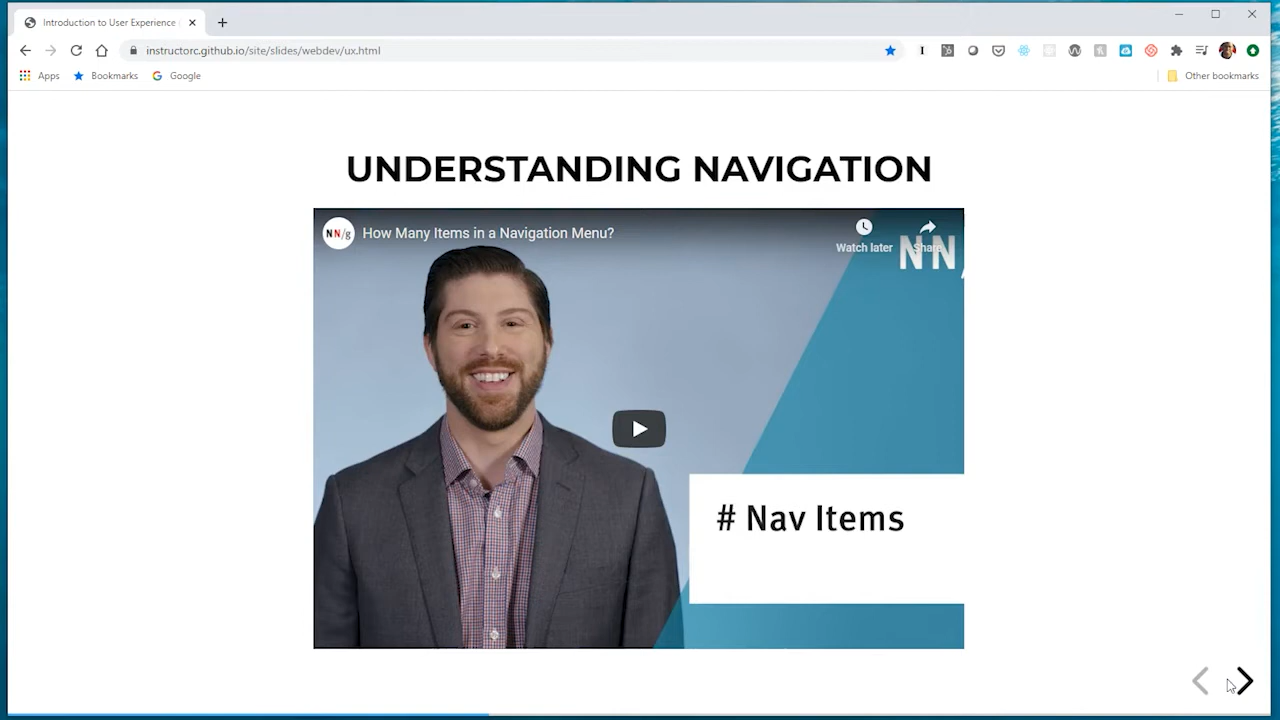 Introduction to User Experience
instructorc.github.io/site/slides/webdev/ux.html
Apps
Bookmarks
Google
Other bookmarks
UNDERSTANDING NAVIGATION
NN/g
How Many Items in a Navigation Menu?
Watch later
Share
NN/
# Nav Items